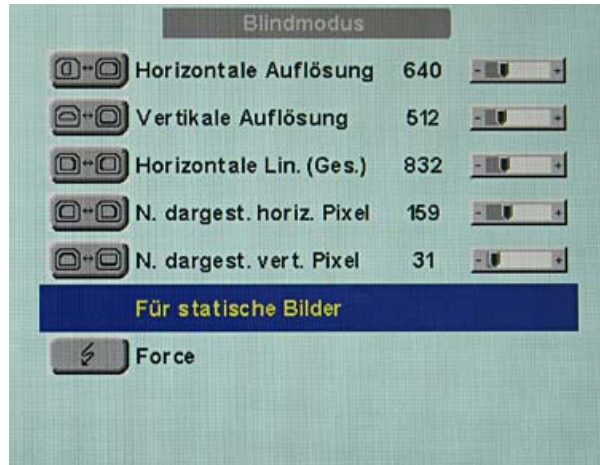 Blindmodus
Horizontale Auflösung 640 - +
Vertikale Auflösung 512 - +
Horizontale Lin. (Ges.) 832 - +
N. dargest. horiz. Pixel 159 - +
N. dargest. vert. Pixel 31 - +
Für statische Bilder
Force